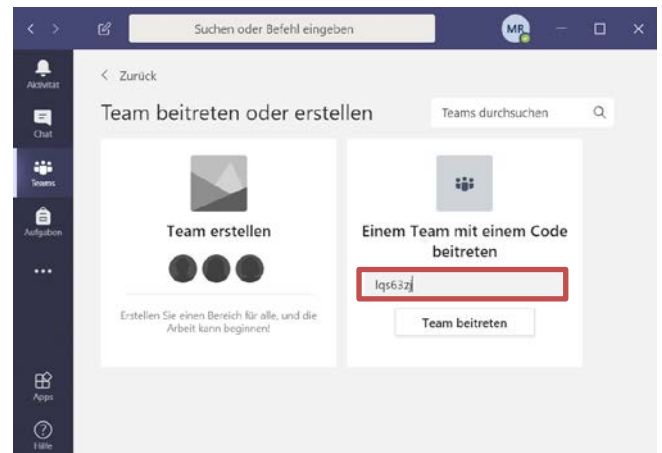 Suchen oder Befehl eingeben
MR
Aktivität
Chat
Teams
Aufgaben
Apps
Hilfe
Zurück
Team beitreten oder erstellen
Teams durchsuchen
Team erstellen
Erstellen Sie einen Bereich für alle, und die
Arbeit kann beginnen!
Einem Team mit einem Code
beitreten
lqs63zj
Team beitreten